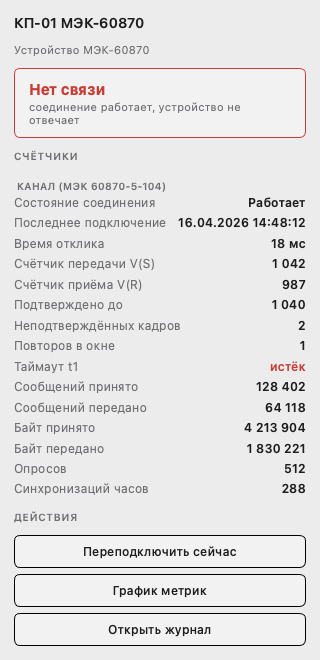 КП-01 МЭК-60870
Устройство МЭК-60870
Нет связи
соединение работает, устройство не
отвечает
СЧЁТЧИКИ
КАНАЛ (МЭК 60870-5-104)
Состояние соединения Работает
Последнее подключение 16.04.2026 14:48:12
Время отклика 18 мс
Счётчик передачи V(S) 1 042
Счётчик приёма V(R) 987
Подтверждено до 1 040
Неподтверждённых кадров 2
Повторов в окне 1
Таймаут t1 истёк
Сообщений принято 128 402
Сообщений передано 64 118
Байт принято 4 213 904
Байт передано 1 830 221
Опросов 512
Синхронизаций часов 288
ДЕЙСТВИЯ
Переподключить сейчас
График метрик
Открыть журнал